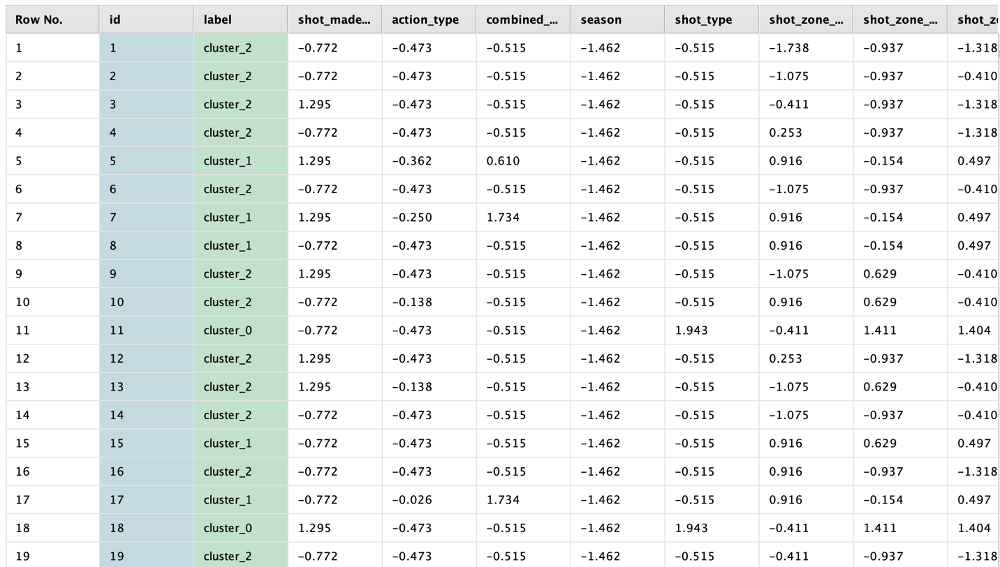 Row No. id label shot_made... action_type combined_... season shot_type shot_zone_... shot_zone_... shot_zo
1 1 cluster_2 −0.772 −0.473 −0.515 −1.462 −0.515 −1.738 −0.937 −1.318
2 2 cluster_2 −0.772 −0.473 −0.515 −1.462 −0.515 −1.075 −0.937 −0.410
3 3 cluster_2 1.295 −0.473 −0.515 −1.462 −0.515 −0.411 −0.937 −1.318
4 4 cluster_2 −0.772 −0.473 −0.515 −1.462 −0.515 0.253 −0.937 −1.318
5 5 cluster_1 1.295 −0.362 0.610 −1.462 −0.515 0.916 −0.154 0.497
6 6 cluster_2 −0.772 −0.473 −0.515 −1.462 −0.515 −1.075 −0.937 −0.410
7 7 cluster_1 1.295 −0.250 1.734 −1.462 −0.515 0.916 −0.154 0.497
8 8 cluster_1 −0.772 −0.473 −0.515 −1.462 −0.515 0.916 −0.154 0.497
9 9 cluster_2 1.295 −0.473 −0.515 −1.462 −0.515 −1.075 0.629 −0.410
10 10 cluster_2 −0.772 −0.138 −0.515 −1.462 −0.515 0.916 0.629 −0.410
11 11 cluster_0 −0.772 −0.473 −0.515 −1.462 1.943 −0.411 1.411 1.404
12 12 cluster_2 1.295 −0.473 −0.515 −1.462 −0.515 0.253 −0.937 −1.318
13 13 cluster_2 1.295 −0.138 −0.515 −1.462 −0.515 −1.075 0.629 −0.410
14 14 cluster_2 −0.772 −0.473 −0.515 −1.462 −0.515 −1.075 −0.937 −0.410
15 15 cluster_1 −0.772 −0.473 −0.515 −1.462 −0.515 0.916 0.629 0.497
16 16 cluster_2 −0.772 −0.473 −0.515 −1.462 −0.515 0.916 −0.937 −1.318
17 17 cluster_1 −0.772 −0.026 1.734 −1.462 −0.515 0.916 −0.154 0.497
18 18 cluster_0 1.295 −0.473 −0.515 −1.462 1.943 −0.411 1.411 1.404
19 19 cluster_2 −0.772 −0.473 −0.515 −1.462 −0.515 −0.411 −0.937 −1.318